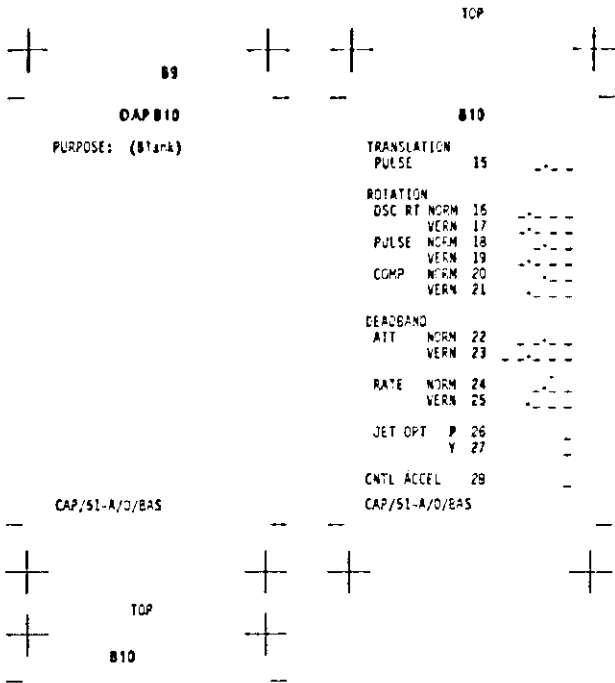 B9
DAP B10
PURPOSE: (Blank)
CAP/51-A/O/BAS
TOP
B10
TOP
B10
TRANSLATION
PULSE 15 _._ _
ROTATION
DSC RT NORM 16 _._ _ _
VERN 17 _._ _ _
PULSE NORM 18 _._ _
VERN 19 _._ _ _
COMP NORM 20 ._ _
VERN 21 ._ _ _
DEADBAND
ATT NORM 22 _ _._ _
VERN 23 _ _._ _ _
RATE NORM 24 _._ _
VERN 25 ._ _ _
JET OPT P 26 _
Y 27 _
CNTL ACCEL 28 _
CAP/51-A/O/BAS